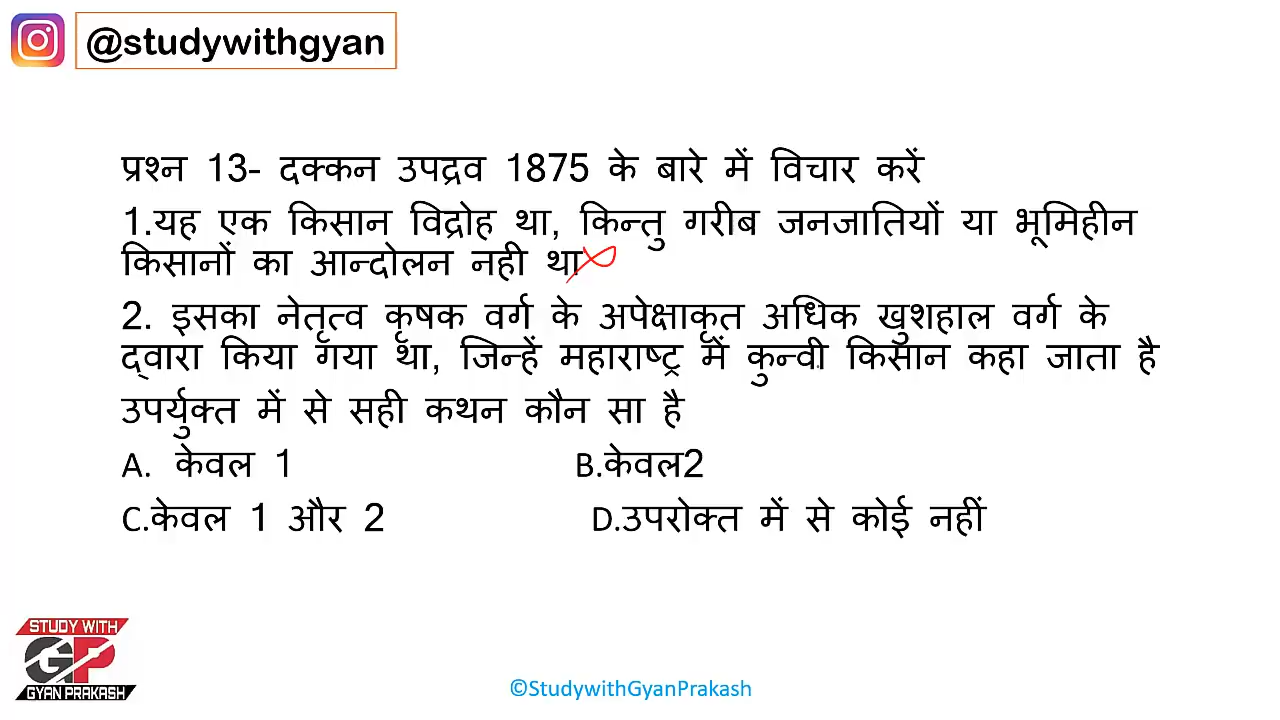 @studywithgyan
प्रश्न 13- दक्कन उपद्रव 1875 के बारे में विचार करें
1.यह एक किसान विद्रोह था, किन्तु गरीब जनजातियों या भूमिहीन
किसानों का आन्दोलन नही था
2. इसका नेतृत्व कृषक वर्ग के अपेक्षाकृत अधिक खुशहाल वर्ग के
द्वारा किया गया था, जिन्हें महाराष्ट्र में कुन्वी किसान कहा जाता है
उपर्युक्त में से सही कथन कौन सा है
A. केवल 1 B.केवल2
C.केवल 1 और 2 D.उपरोक्त में से कोई नहीं
STUDY WITH
GP
GYAN PRAKASH
©StudywithGyanPrakash